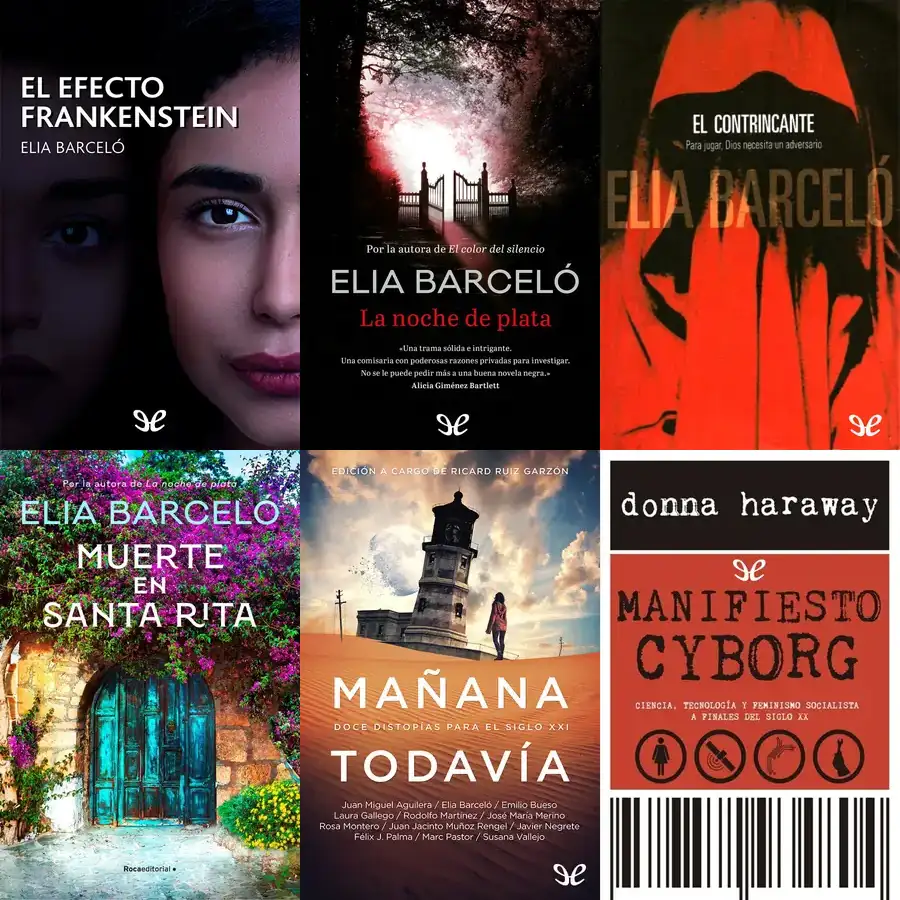 EL EFECTO
FRANKENSTEIN
ELIA BARCELÓ
Por la autora de El color del silencio
ELIA BARCELÓ
La noche de plata
«Una trama sólida e intrigante.
Una comisaria con poderosas razones privadas para investigar.
No se le puede pedir más a una buena novela negra.»
Alicia Giménez Bartlett
EL CONTRINCANTE
Para jugar, Dios necesita un adversario
ELIA BARCELÓ
Por la autora de La noche de plata
ELIA BARCELÓ
MUERTE
EN
SANTA RITA
Rocaeditorial
EDICIÓN A CARGO DE RICARD RUIZ GARZÓN
MAÑANA
DOCE DISTOPÍAS PARA EL SIGLO XXI
TODAVÍA
Juan Miguel Aguilera / Elia Barceló / Emilio Bueso
Laura Gallego / Rodolfo Martínez / José María Merino
Rosa Montero / Juan Jacinto Muñoz Rengel / Javier Negrete
Félix J. Palma / Marc Pastor / Susana Vallejo
donna haraway
MANIFIESTO
CYBORG
CIENCIA, TECNOLOGÍA Y FEMINISMO SOCIALISTA
A FINALES DEL SIGLO XX